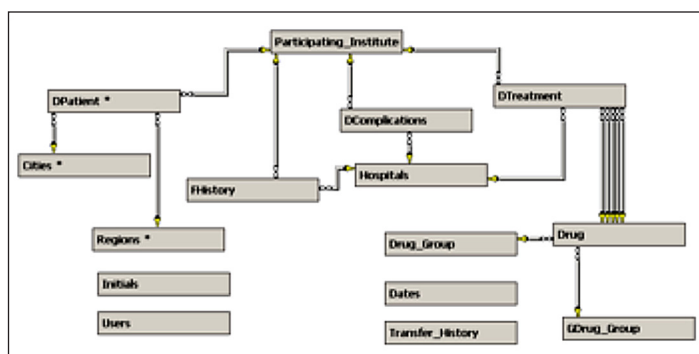 Participating_Institute
DPatient *
DTreatment
DComplications
Cities *
Hospitals
FHistory
Regions *
Drug_Group
Drug
Initials
Dates
Users
Transfer_History
GDrug_Group